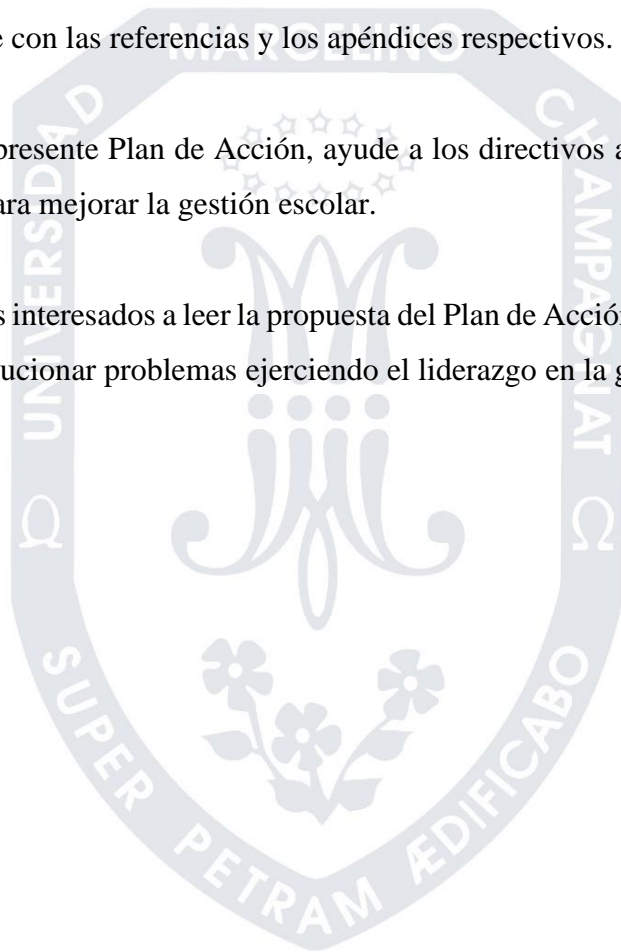 e con las referencias y los apéndices respectivos.
presente Plan de Acción, ayude a los directivos a
ara mejorar la gestión escolar.
s interesados a leer la propuesta del Plan de Acción
ucionar problemas ejerciendo el liderazgo en la g
UNIVERSIDAD MARCELINO CHAMPAGNAT
Ω Ω
SUPER PETRAM ÆDIFICABO